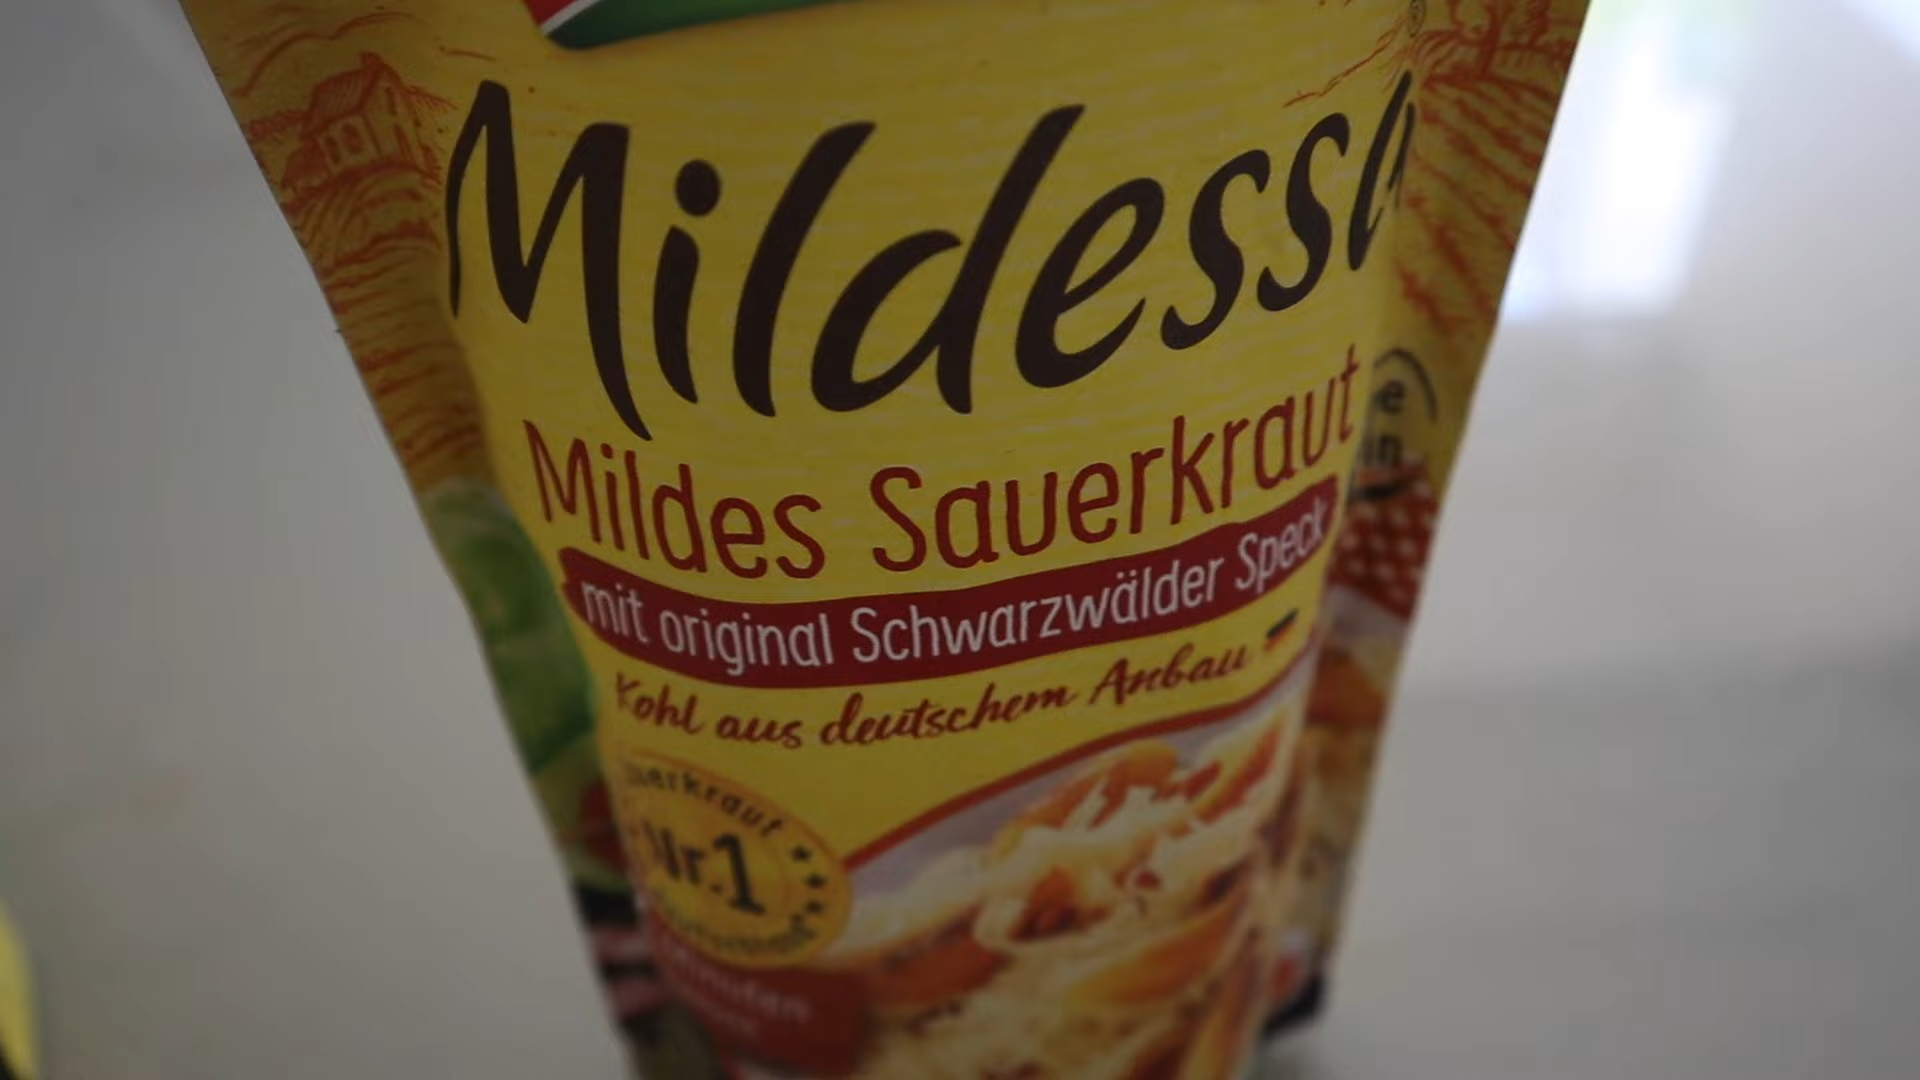 Mildessa
Mildes Sauerkraut
mit original Schwarzwälder Speck
Kohl aus deutschem Anbau
Nr.1